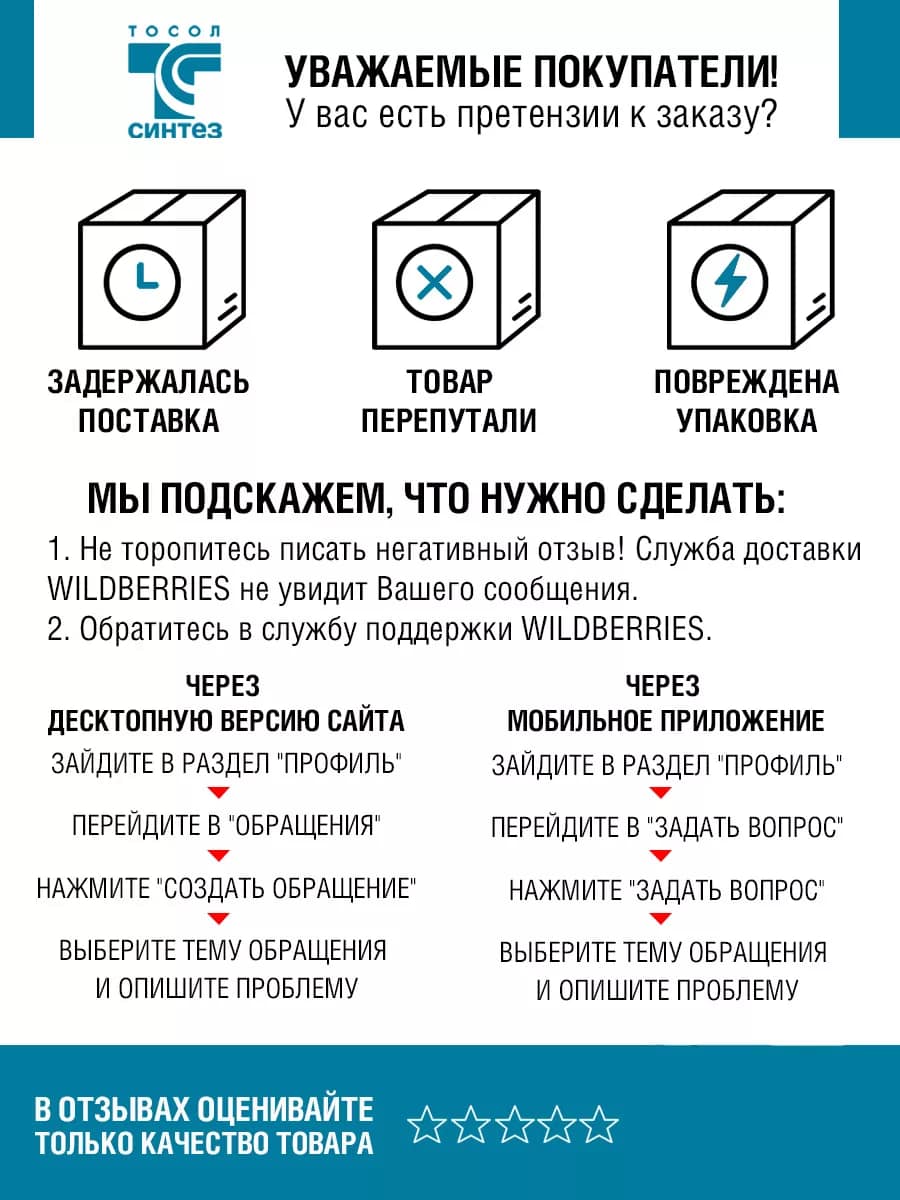 ТОСОЛ
СИНТЕЗ
УВАЖАЕМЫЕ ПОКУПАТЕЛИ!
У вас есть претензии к заказу?
ЗАДЕРЖАЛАСЬ
ПОСТАВКА
ТОВАР
ПЕРЕПУТАЛИ
ПОВРЕЖДЕНА
УПАКОВКА
МЫ ПОДСКАЖЕМ, ЧТО НУЖНО СДЕЛАТЬ:
1. Не торопитесь писать негативный отзыв! Служба доставки
WILDBERRIES не увидит Вашего сообщения.
2. Обратитесь в службу поддержки WILDBERRIES.
ЧЕРЕЗ
ДЕСКТОПНУЮ ВЕРСИЮ САЙТА
ЗАЙДИТЕ В РАЗДЕЛ "ПРОФИЛЬ"
ПЕРЕЙДИТЕ В "ОБРАЩЕНИЯ"
НАЖМИТЕ "СОЗДАТЬ ОБРАЩЕНИЕ"
ВЫБЕРИТЕ ТЕМУ ОБРАЩЕНИЯ
И ОПИШИТЕ ПРОБЛЕМУ
ЧЕРЕЗ
МОБИЛЬНОЕ ПРИЛОЖЕНИЕ
ЗАЙДИТЕ В РАЗДЕЛ "ПРОФИЛЬ"
ПЕРЕЙДИТЕ В "ЗАДАТЬ ВОПРОС"
НАЖМИТЕ "ЗАДАТЬ ВОПРОС"
ВЫБЕРИТЕ ТЕМУ ОБРАЩЕНИЯ
И ОПИШИТЕ ПРОБЛЕМУ
В ОТЗЫВАХ ОЦЕНИВАЙТЕ
ТОЛЬКО КАЧЕСТВО ТОВАРА